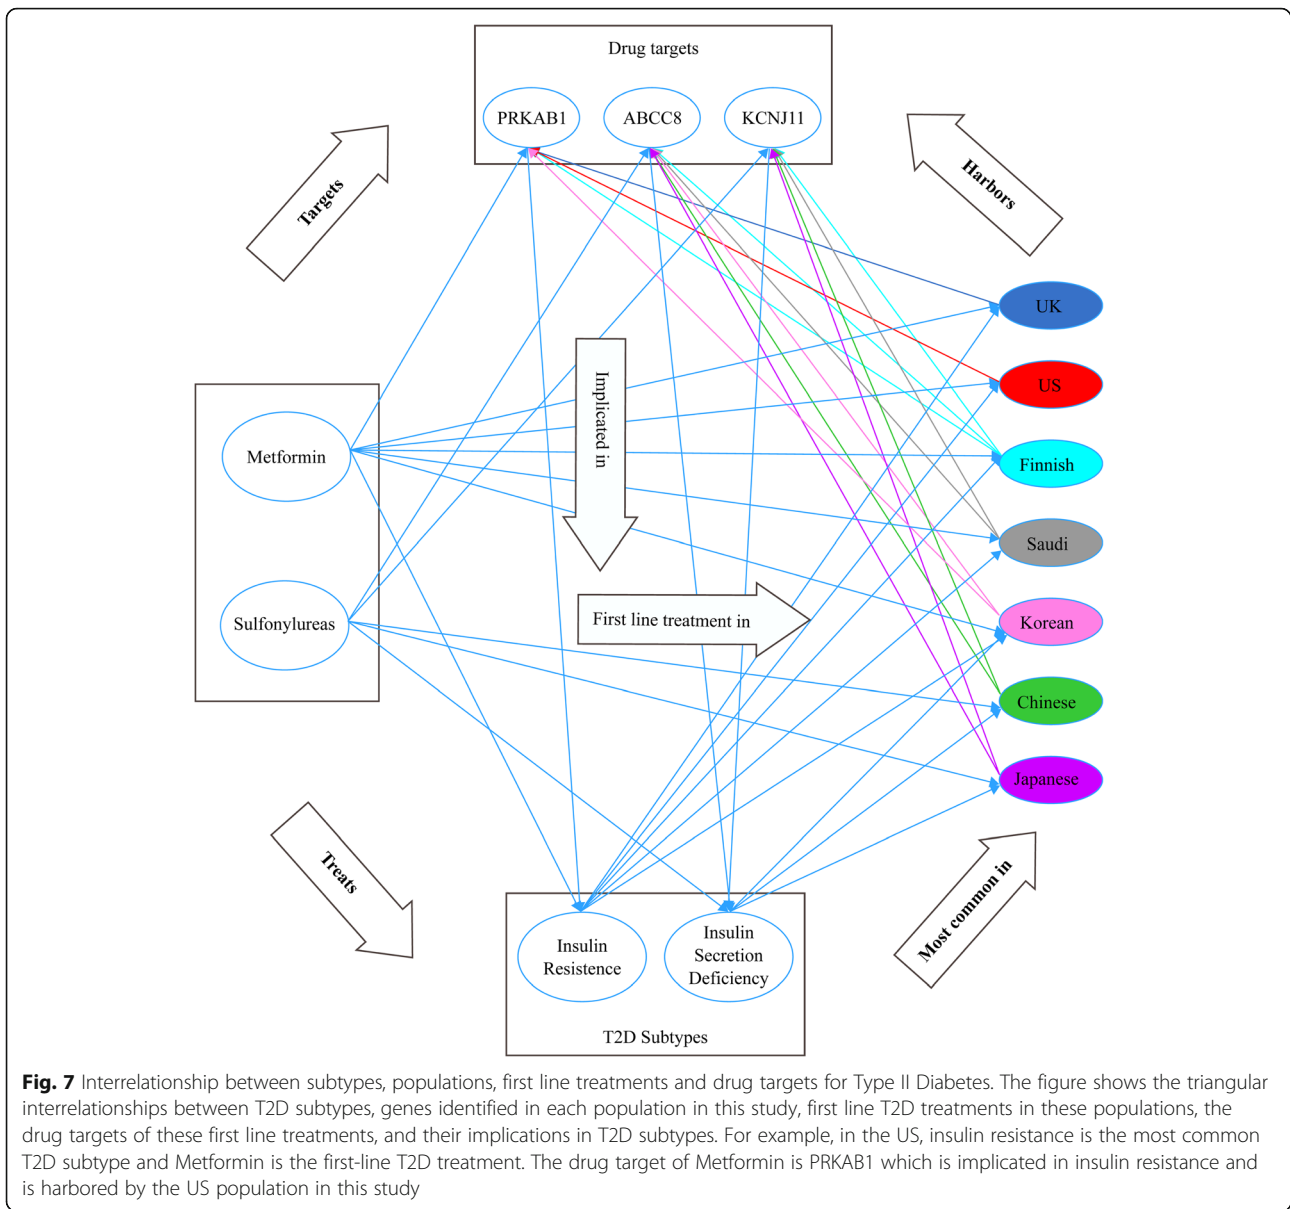 Drug targets
PRKAB1
ABCC8
KCNJ11
Targets
Harbors
UK
US
Finnish
Saudi
Korean
Chinese
Japanese
Metformin
Sulfonylureas
Implicated in
First line treatment in
Treats
Most common in
Insulin
Resistence
Insulin
Secretion
Deficiency
T2D Subtypes
Fig. 7 Interrelationship between subtypes, populations, first line treatments and drug targets for Type II Diabetes. The figure shows the triangular
interrelationships between T2D subtypes, genes identified in each population in this study, first line T2D treatments in these populations, the
drug targets of these first line treatments, and their implications in T2D subtypes. For example, in the US, insulin resistance is the most common
T2D subtype and Metformin is the first-line T2D treatment. The drug target of Metformin is PRKAB1 which is implicated in insulin resistance and
is harbored by the US population in this study